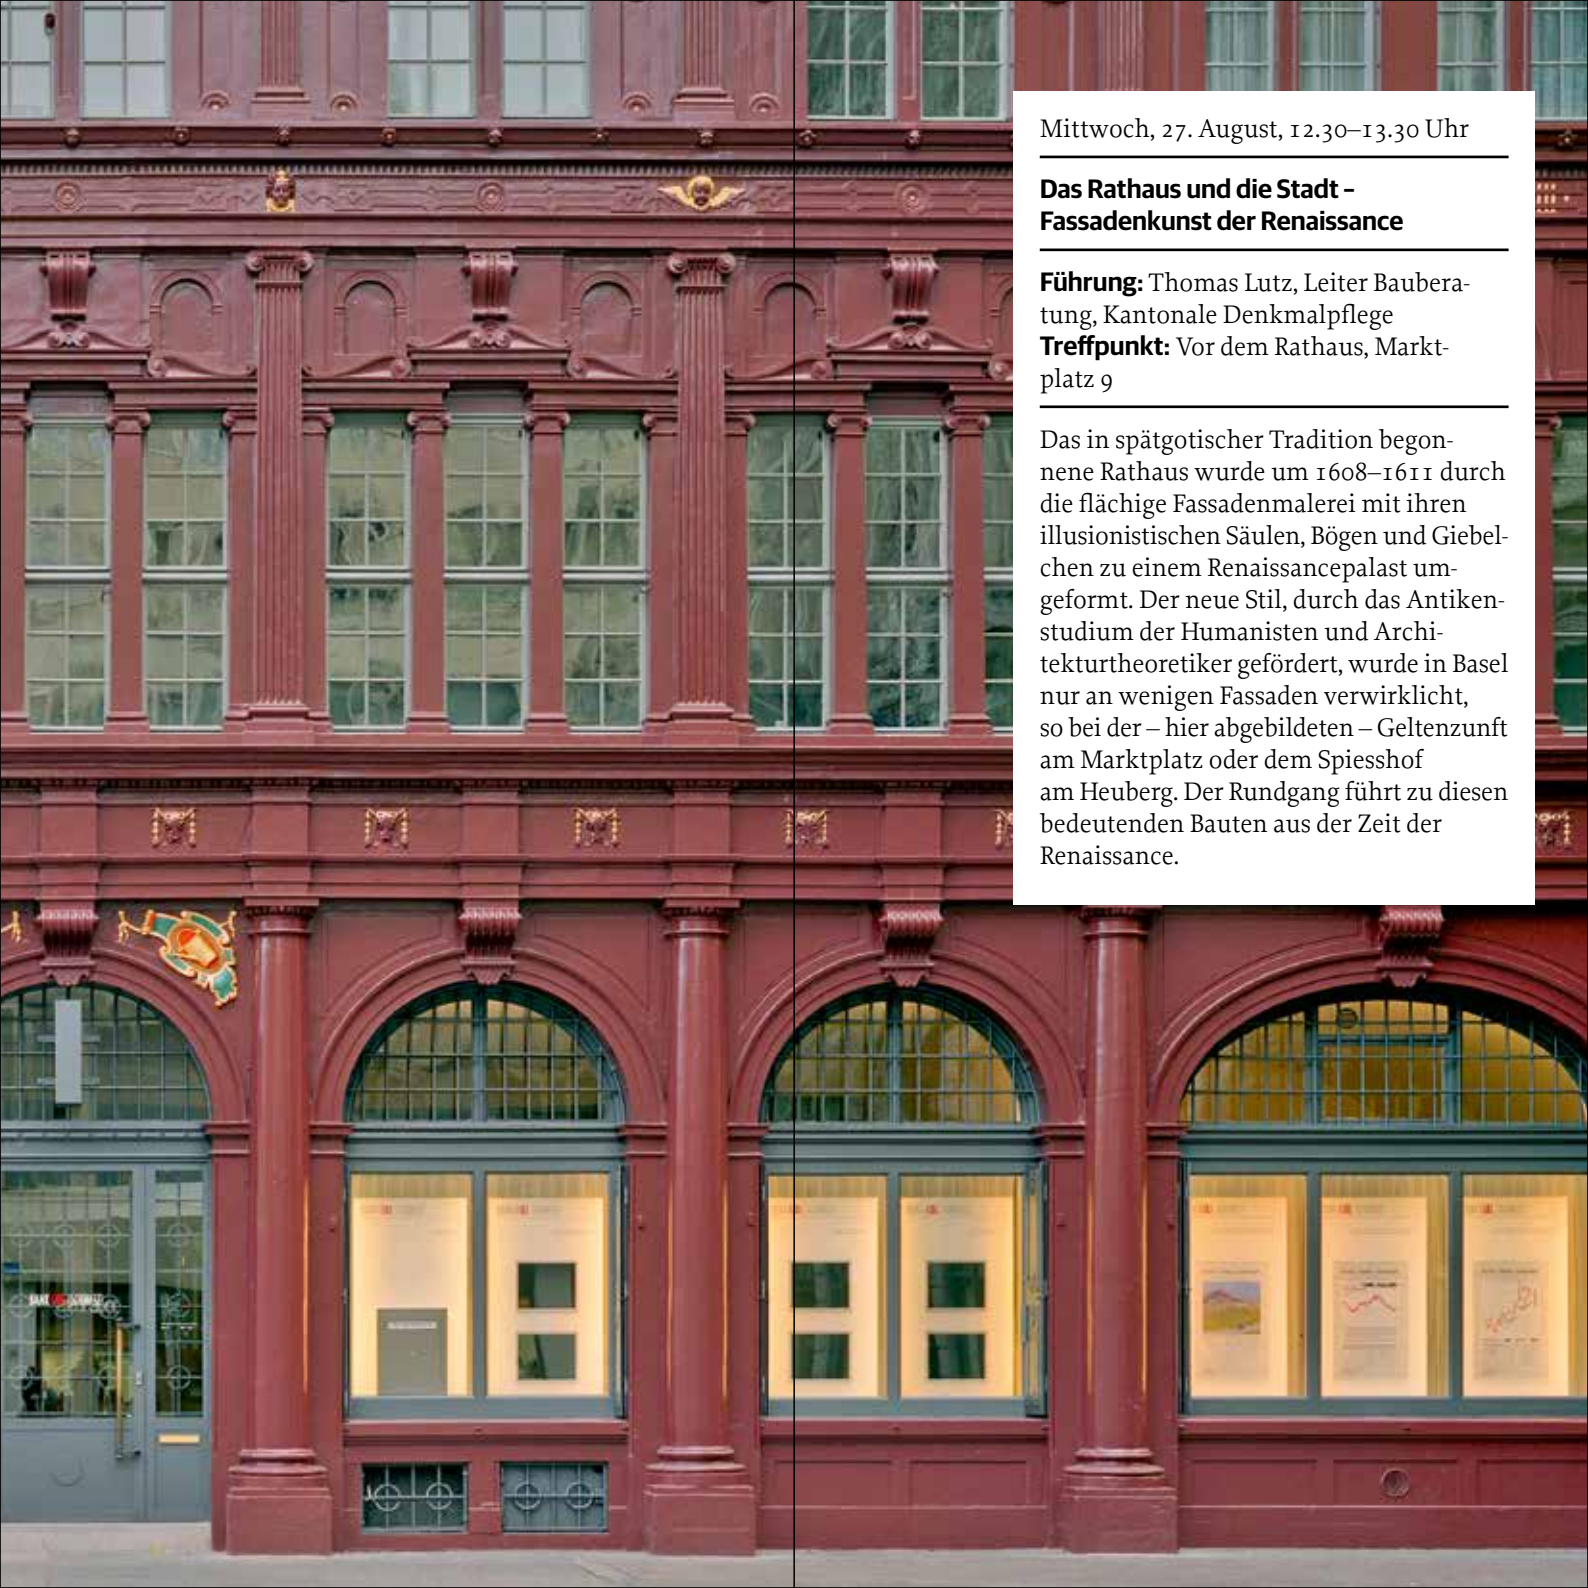 Mittwoch, 27. August, 12.30–13.30 Uhr
Das Rathaus und die Stadt –
Fassadenkunst der Renaissance
Führung: Thomas Lutz, Leiter Baubera-
tung, Kantonale Denkmalpflege
Treffpunkt: Vor dem Rathaus, Markt-
platz 9
Das in spätgotischer Tradition begon-
nene Rathaus wurde um 1608–1611 durch
die flächige Fassadenmalerei mit ihren
illusionistischen Säulen, Bögen und Giebel-
chen zu einem Renaissancepalast um-
geformt. Der neue Stil, durch das Antiken-
studium der Humanisten und Archi-
tekturtheoretiker gefördert, wurde in Basel
nur an wenigen Fassaden verwirklicht,
so bei der – hier abgebildeten – Geltenzunft
am Marktplatz oder dem Spiesshof
am Heuberg. Der Rundgang führt zu diesen
bedeutenden Bauten aus der Zeit der
Renaissance.